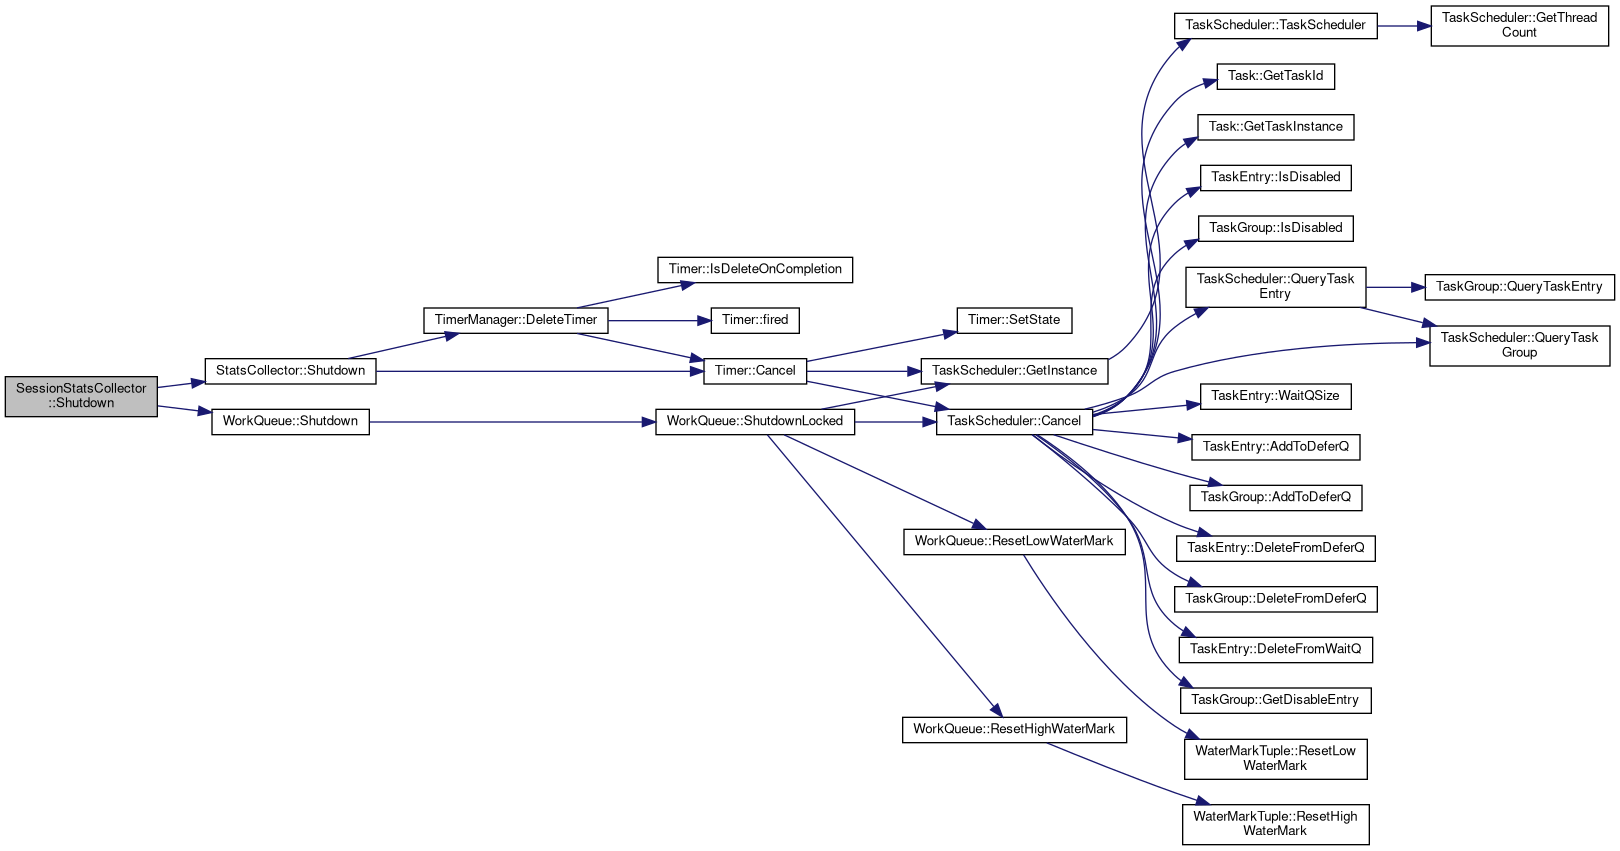 SessionStatsCollector
::Shutdown
StatsCollector::Shutdown
WorkQueue::Shutdown
TimerManager::DeleteTimer
Timer::IsDeleteOnCompletion
Timer::fired
Timer::Cancel
WorkQueue::ShutdownLocked
Timer::SetState
TaskScheduler::GetInstance
TaskScheduler::Cancel
WorkQueue::ResetLowWaterMark
WorkQueue::ResetHighWaterMark
TaskScheduler::TaskScheduler
Task::GetTaskId
Task::GetTaskInstance
TaskEntry::IsDisabled
TaskGroup::IsDisabled
TaskScheduler::QueryTask
Entry
TaskEntry::WaitQSize
TaskEntry::AddToDeferQ
TaskGroup::AddToDeferQ
TaskEntry::DeleteFromDeferQ
TaskGroup::DeleteFromDeferQ
TaskEntry::DeleteFromWaitQ
TaskGroup::GetDisableEntry
WaterMarkTuple::ResetLow
WaterMark
WaterMarkTuple::ResetHigh
WaterMark
TaskScheduler::GetThread
Count
TaskGroup::QueryTaskEntry
TaskScheduler::QueryTask
Group